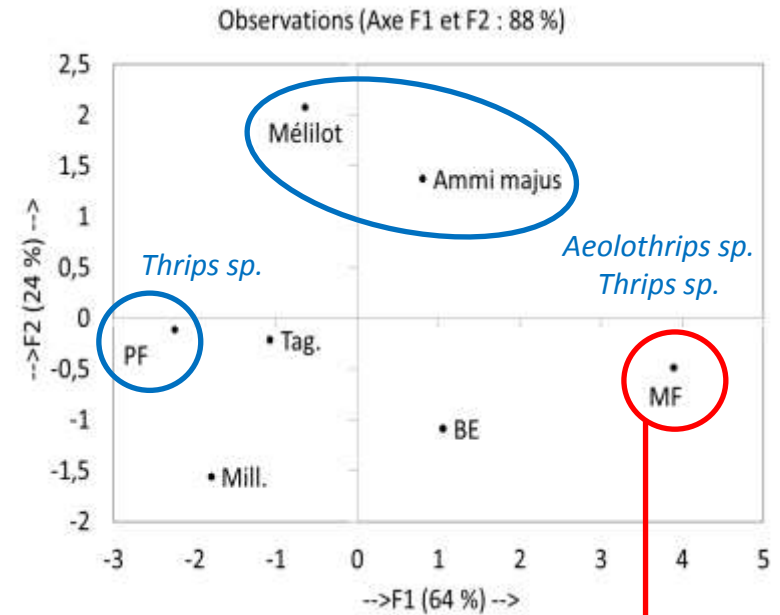 Observations (Axe F1 et F2 : 88 %)
-->F2 (24 %) -->
2,5
2
1,5
1
0,5
0
-0,5
-1
-1,5
-2
Mélilot
Ammi majus
Thrips sp.
Aeolothrips sp.
Thrips sp.
PF
Tag.
MF
BE
Mill.
-3 -2 -1 0 1 2 3 4 5
-->F1 (64 %) -->